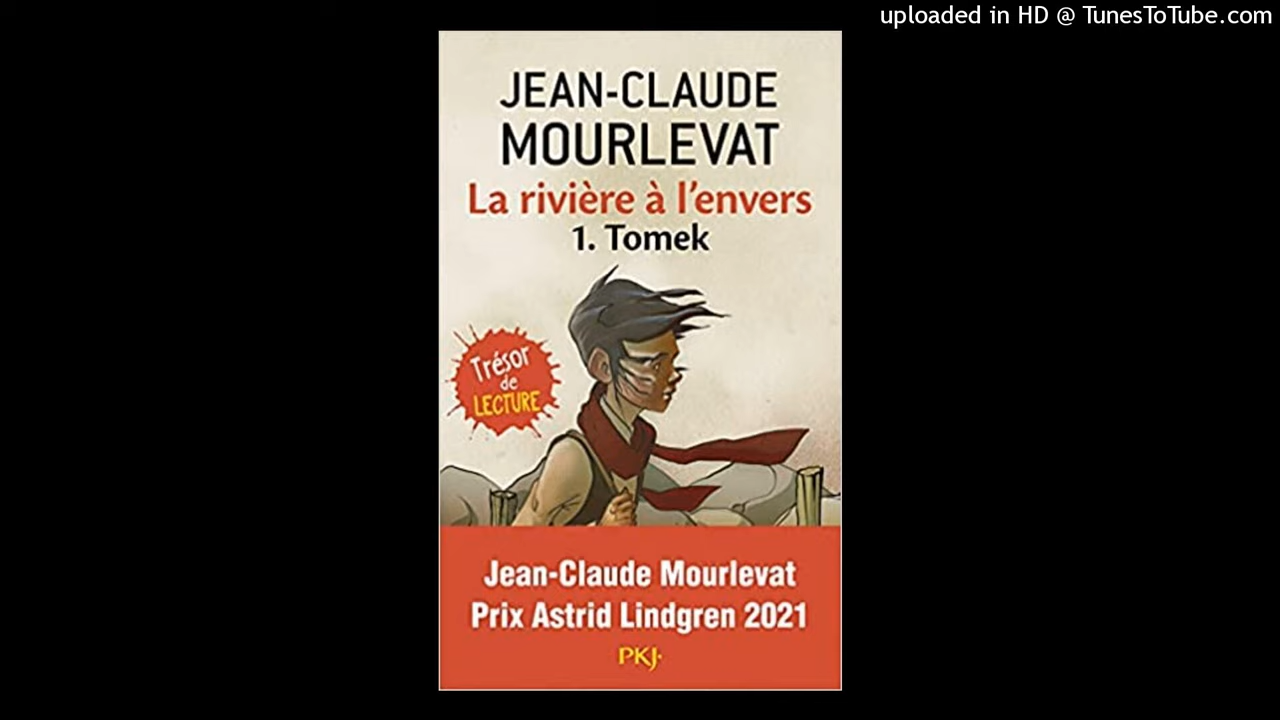 uploaded in HD @ TunesToTube.com
JEAN-CLAUDE
MOURLEVAT
La rivière à l'envers
1. Tomek
Trésor
de
LECTURE
Jean-Claude Mourlevat
Prix Astrid Lindgren 2021
PKJ·